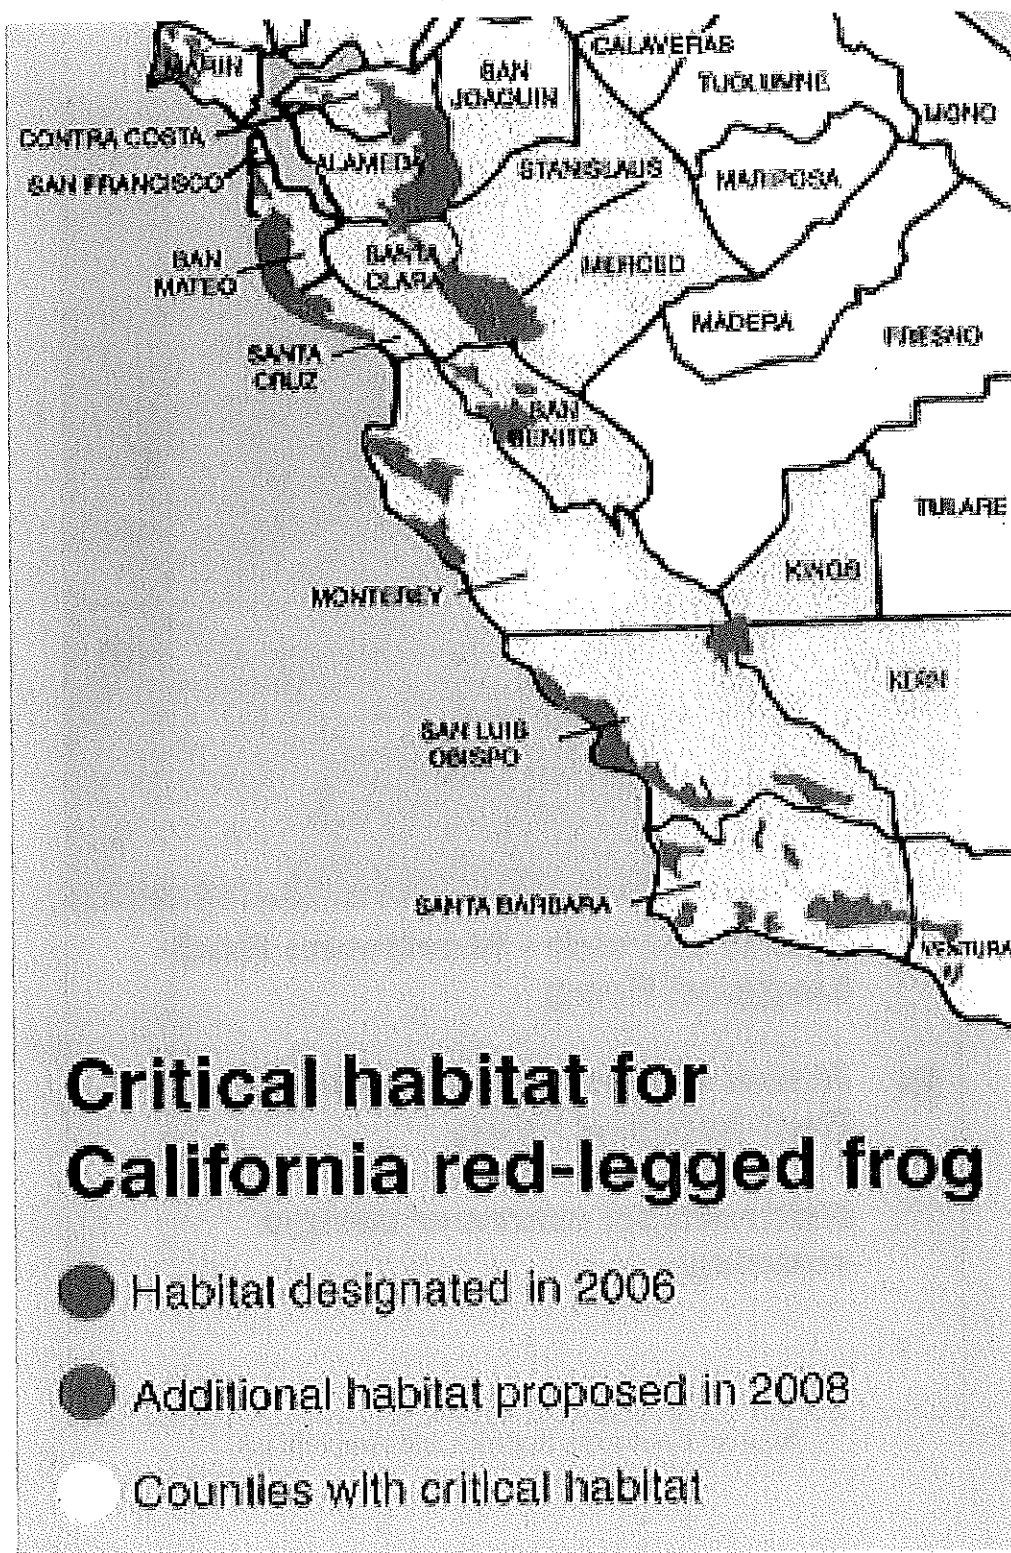 MARIN
CALAVERAS
SAN
JOAQUIN
TUOLUMNE
MONO
CONTRA COSTA
ALAMEDA
STANISLAUS
MARIPOSA
SAN FRANCISCO
SAN
MATEO
SANTA
CLARA
MERCED
MADERA
FRESNO
SANTA
CRUZ
SAN
BENITO
TULARE
KINGS
MONTEREY
KERN
SAN LUIS
OBISPO
SANTA BARBARA
VENTURA
Critical habitat for
California red-legged frog
Habitat designated in 2006
Additional habitat proposed in 2008
Counties with critical habitat